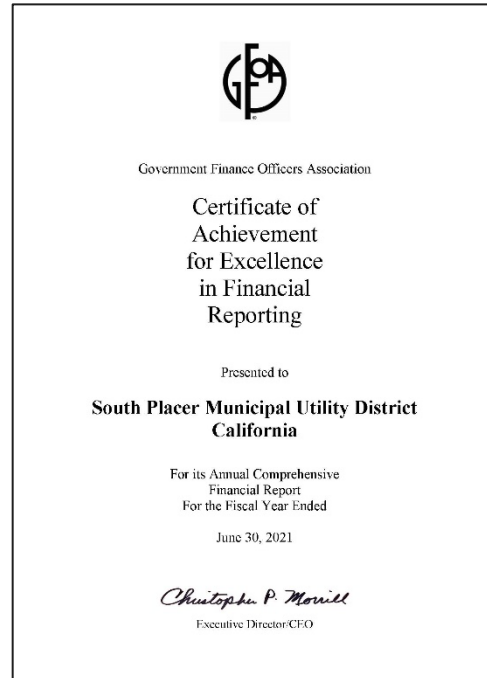 GFOA
Government Finance Officers Association
Certificate of
Achievement
for Excellence
in Financial
Reporting
Presented to
South Placer Municipal Utility District
California
For its Annual Comprehensive
Financial Report
For the Fiscal Year Ended
June 30, 2021
Christopher P. Morrill
Executive Director/CEO